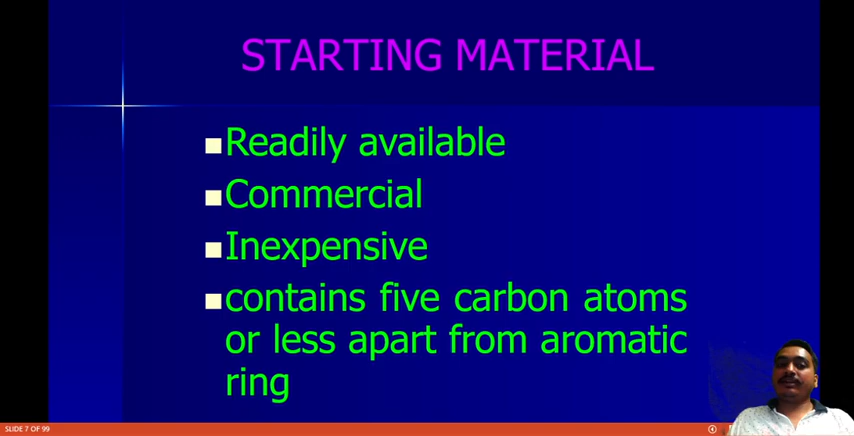 STARTING MATERIAL
Readily available
Commercial
Inexpensive
contains five carbon atoms
or less apart from aromatic
ring
SLIDE 7 OF 99